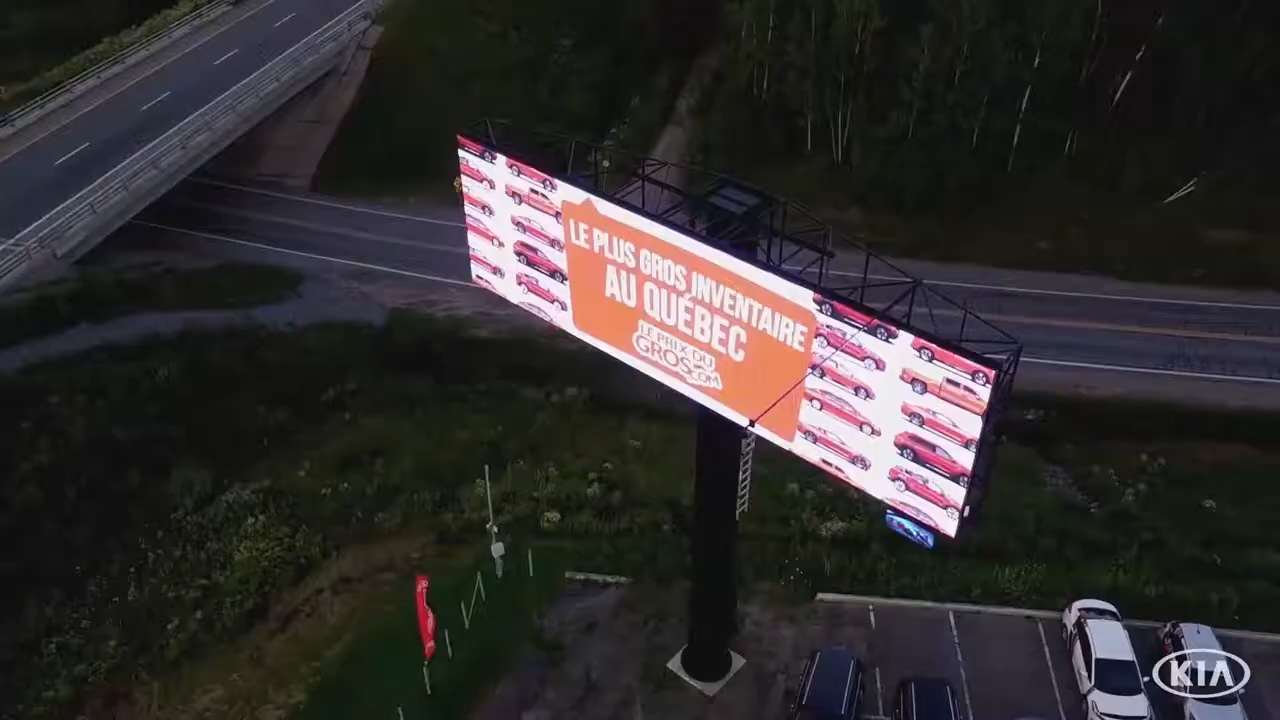 LE PLUS GROS INVENTAIRE
AU QUÉBEC
LE PRIX DU
GROS.COM
KIA